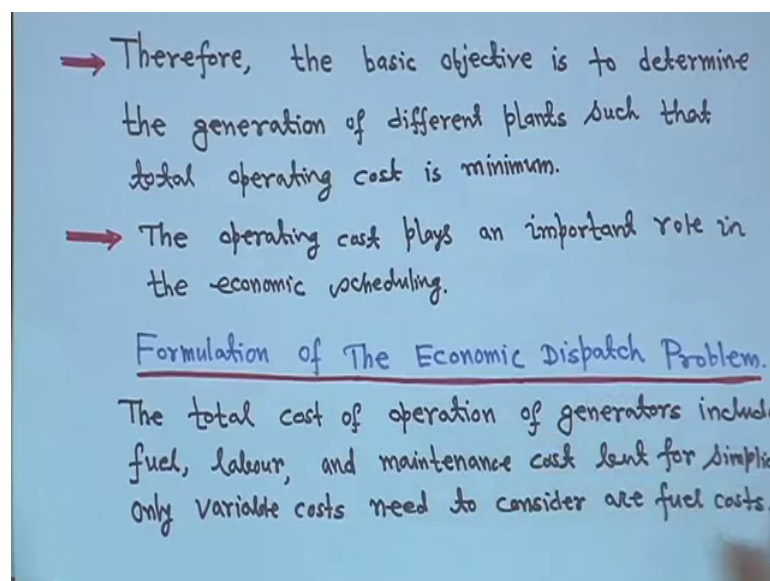 Therefore, the basic objective is to determine
the generation of different plants such that
total operating cost is minimum.
The operating cost plays an important role in
the economic scheduling.
Formulation of The Economic Dispatch Problem.
The total cost of operation of generators includ
fuel, labour, and maintenance cost but for simplic
only variable costs need to consider are fuel costs.